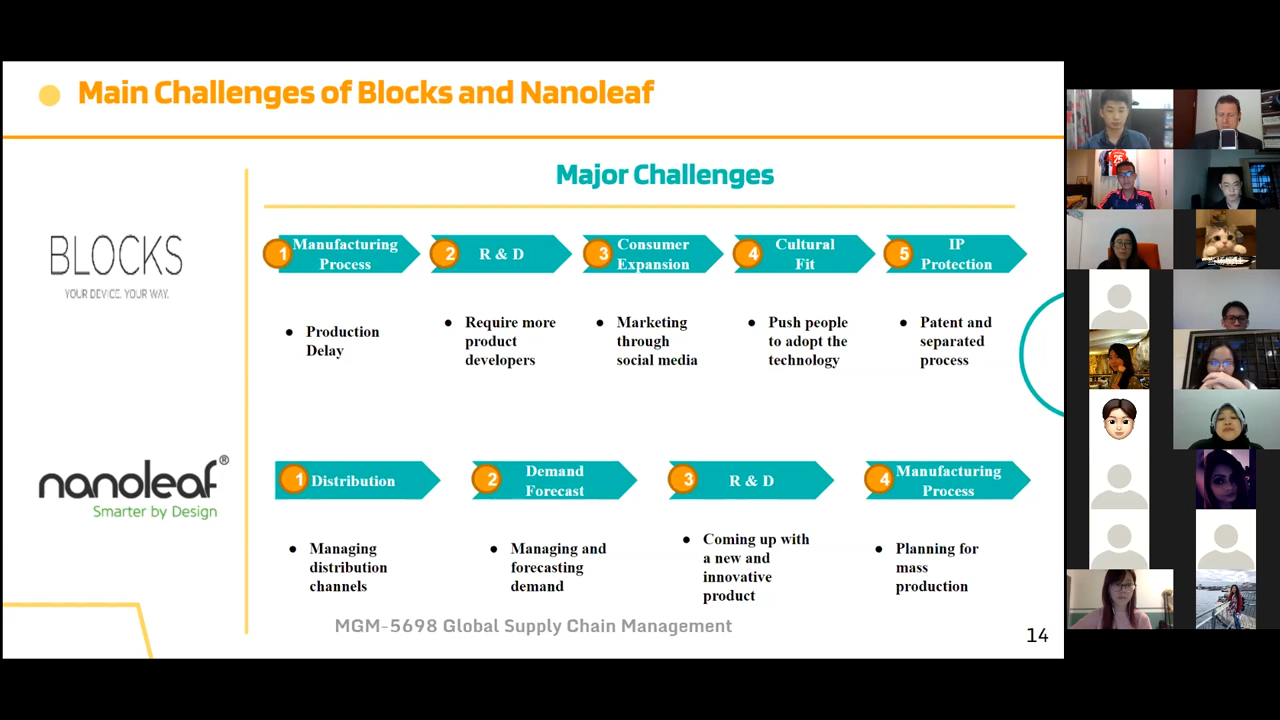 Main Challenges of Blocks and Nanoleaf
Major Challenges
BLOCKS
YOUR DEVICE. YOUR WAY.
1 Manufacturing
Process
2 R & D
3 Consumer
Expansion
4 Cultural
Fit
5 IP
Protection
● Production
Delay
● Require more
product
developers
● Marketing
through
social media
● Push people
to adopt the
technology
● Patent and
separated
process
nanoleaf®
Smarter by Design
1 Distribution
2 Demand
Forecast
3 R & D
4 Manufacturing
Process
● Managing
distribution
channels
● Managing and
forecasting
demand
● Coming up with
a new and
innovative
product
● Planning for
mass
production
MGM-5698 Global Supply Chain Management
14
25